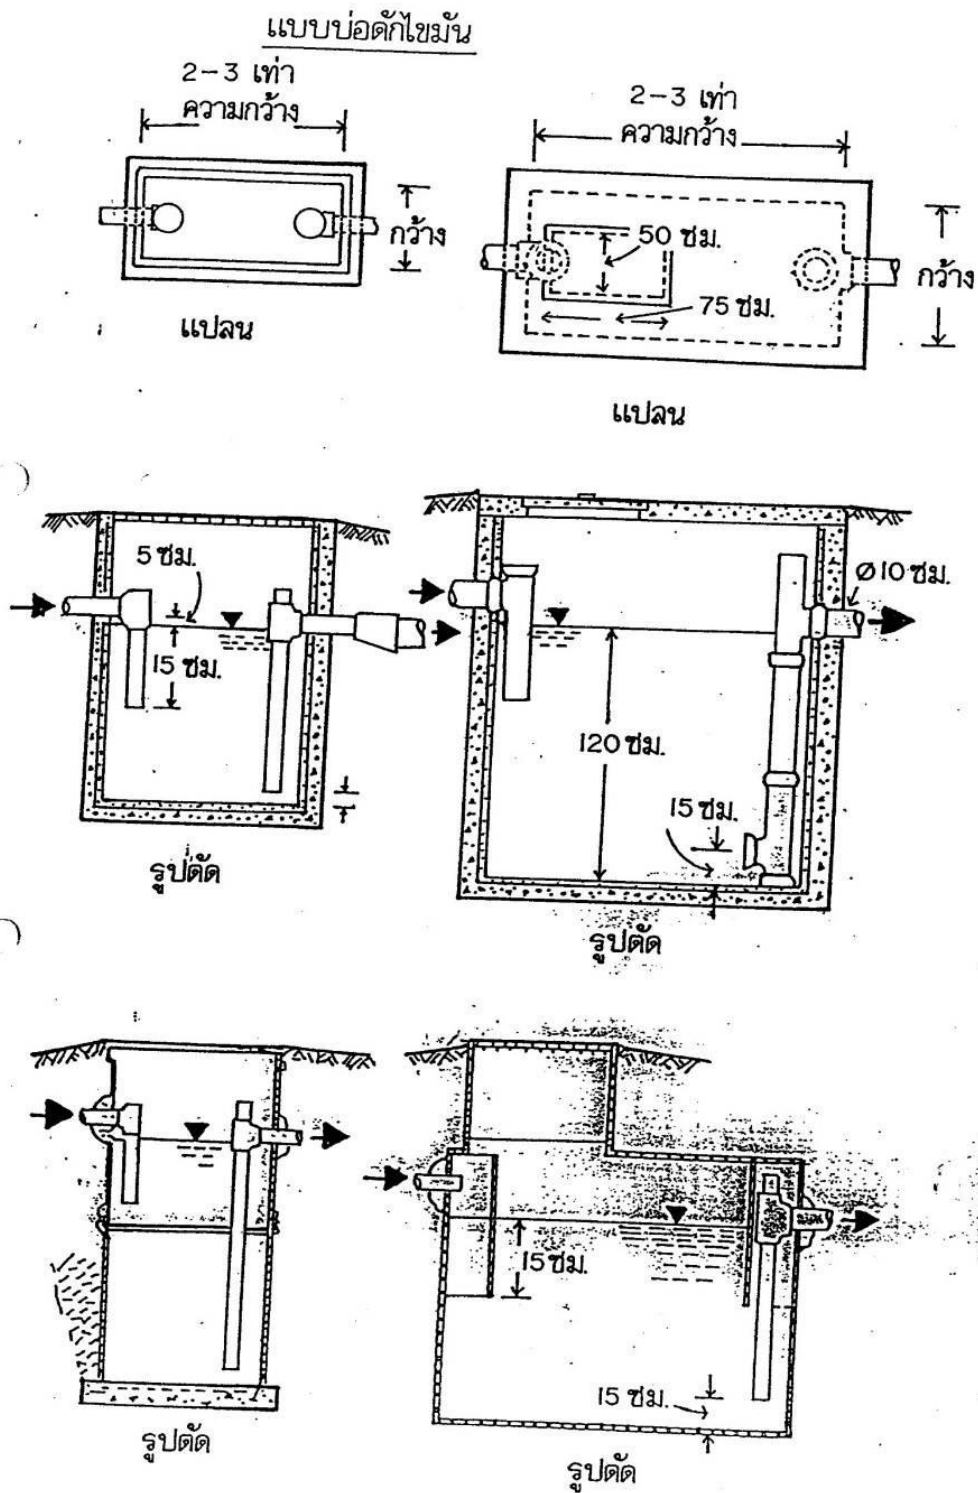 แบบบ่อดักไขมัน
2-3 เท่า
ความกว้าง
กว้าง
แปลน
2-3 เท่า
ความกว้าง
50 ซม.
75 ซม.
กว้าง
แปลน
5 ซม.
15 ซม.
รูปตัด
Ø10 ซม.
120 ซม.
15 ซม.
รูปตัด
รูปตัด
15 ซม.
15 ซม.
รูปตัด